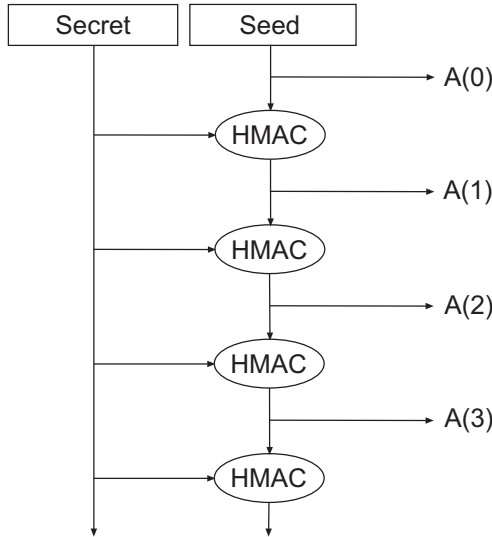 Secret
Seed
A(0)
HMAC
A(1)
HMAC
A(2)
HMAC
A(3)
HMAC